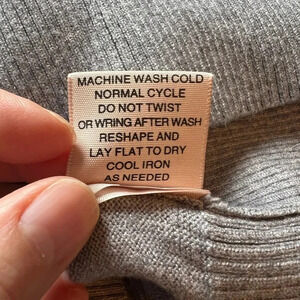 MACHINE WASH COLD
NORMAL CYCLE
DO NOT TWIST
OR WRING AFTER WASH
RESHAPE AND
LAY FLAT TO DRY
COOL IRON
AS NEEDED